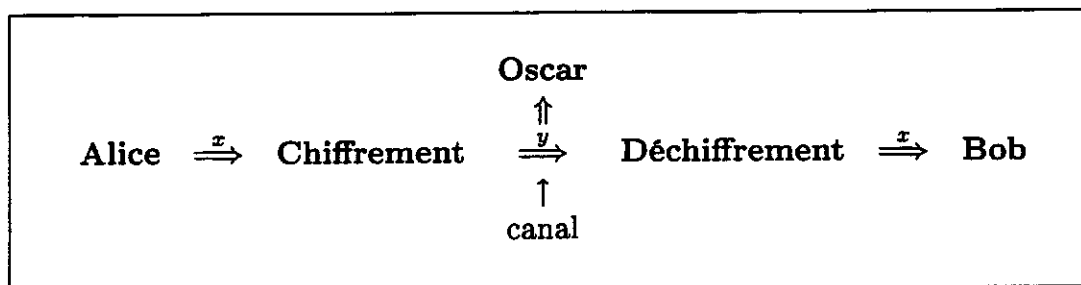 Oscar
⇑
Alice x⟹ Chiffrement y⟹ Déchiffrement x⟹ Bob
↑
canal